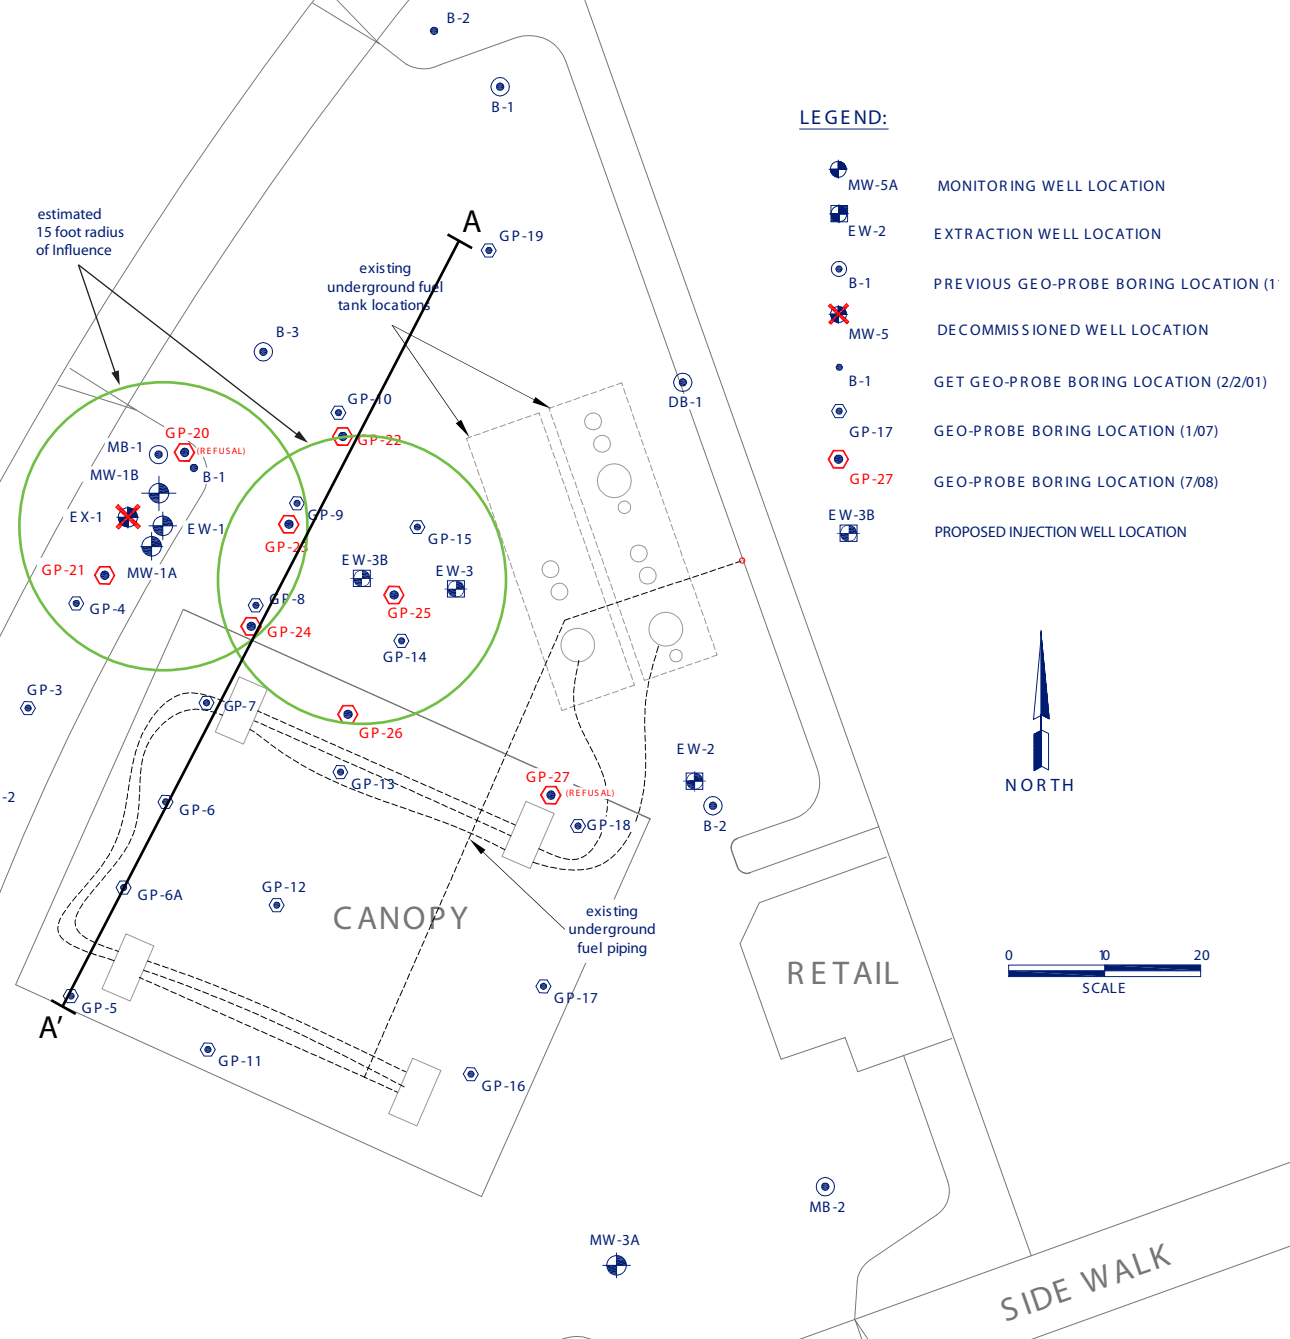 B-2
B-1
LEGEND:
MW-5A MONITORING WELL LOCATION
EW-2 EXTRACTION WELL LOCATION
B-1 PREVIOUS GEO-PROBE BORING LOCATION (1
MW-5 DECOMMISSIONED WELL LOCATION
B-1 GET GEO-PROBE BORING LOCATION (2/2/01)
GP-17 GEO-PROBE BORING LOCATION (1/07)
GP-27 GEO-PROBE BORING LOCATION (7/08)
EW-3B PROPOSED INJECTION WELL LOCATION
estimated
15 foot radius
of Influence
A
GP-19
existing
underground fuel
tank locations
B-3
DB-1
GP-10
GP-22
GP-20
(REFUSAL)
MB-1
B-1
MW-1B
EX-1
EW-1
MW-1A
GP-21
GP-4
GP-9
GP-23
GP-15
EW-3B
EW-3
GP-8
GP-25
GP-24
GP-14
GP-3
GP-7
GP-26
GP-13
GP-27
(REFUSAL)
EW-2
B-2
GP-18
-2
GP-6
GP-6A
GP-12
CANOPY
existing
underground
fuel piping
RETAIL
NORTH
0 10 20
SCALE
GP-17
GP-5
A’
GP-11
GP-16
MB-2
MW-3A
SIDE WALK